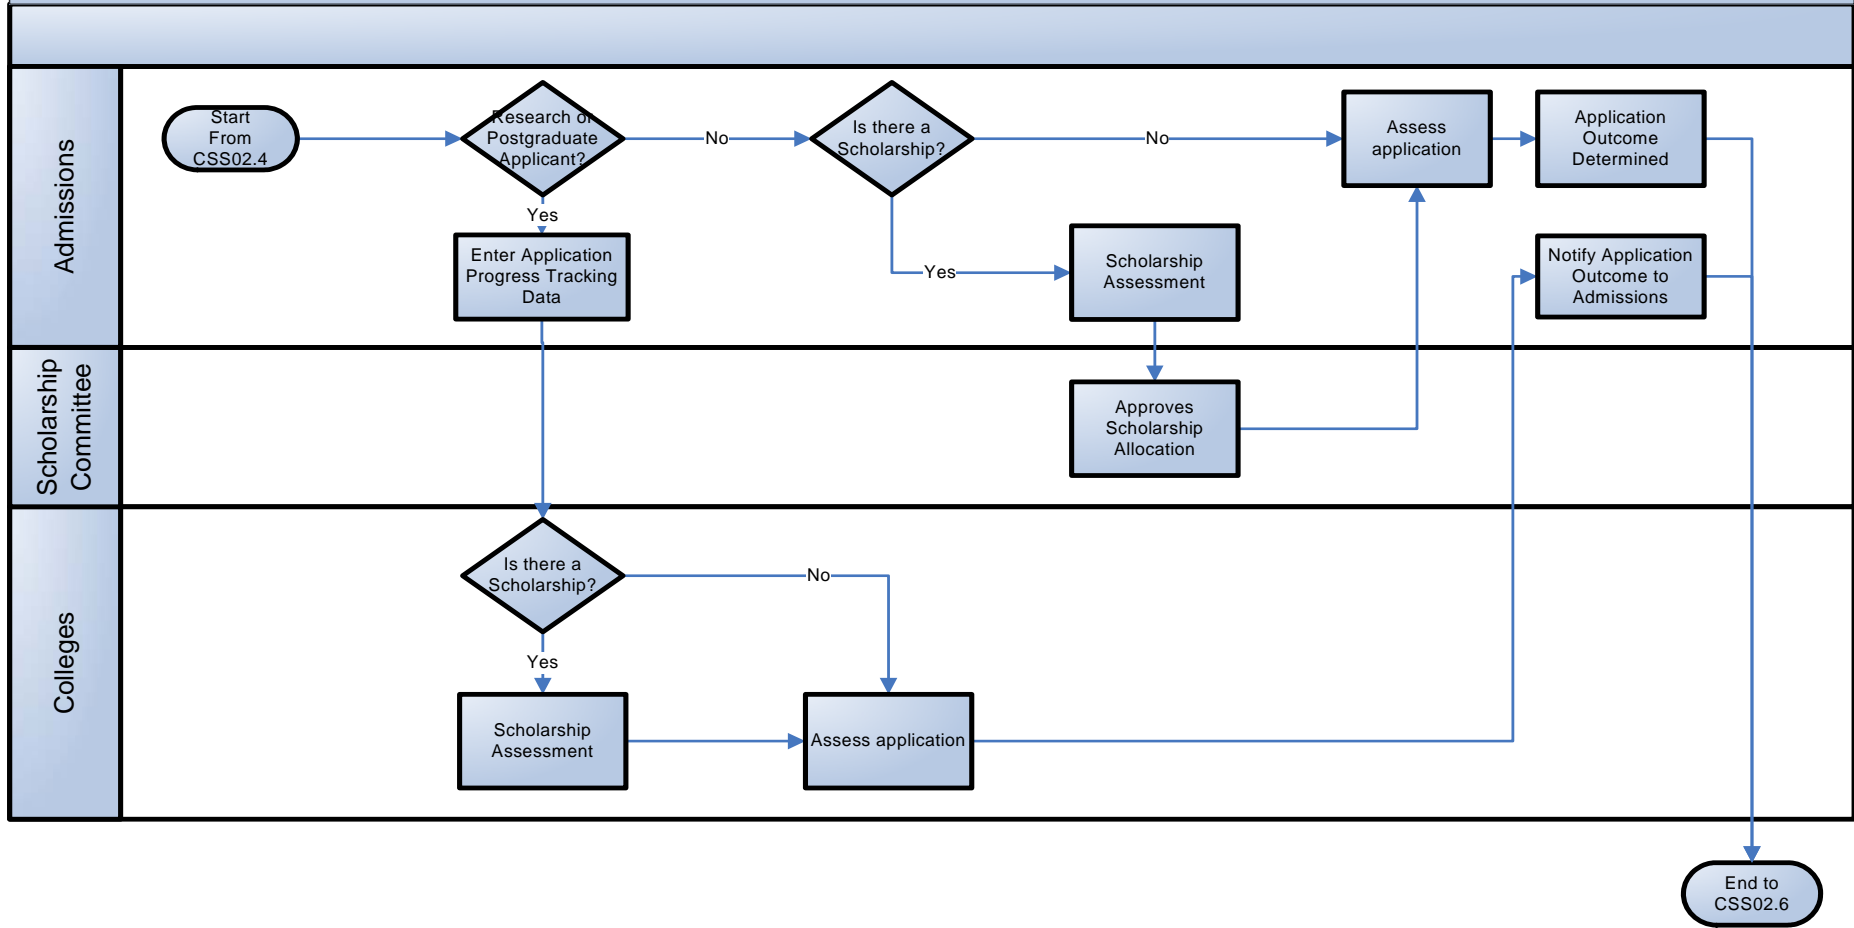 Admissions
Start
From
CSS02.4
Research or
Postgraduate
Applicant?
No
Is there a
Scholarship?
No
Assess
application
Application
Outcome
Determined
Yes
Enter Application
Progress Tracking
Data
Yes
Scholarship
Assessment
Notify Application
Outcome to
Admissions
Scholarship
Committee
Approves
Scholarship
Allocation
Colleges
Is there a
Scholarship?
No
Yes
Scholarship
Assessment
Assess application
End to
CSS02.6